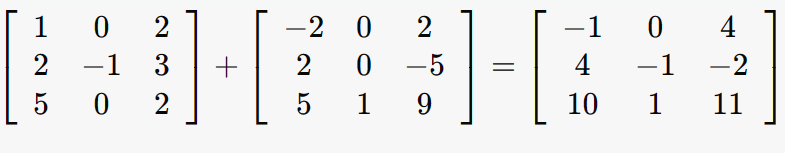 [ 1 0 2 ] [ −2 0 2 ] [ −1 0 4 ]
[ 2 −1 3 ] + [ 2 0 −5 ] = [ 4 −1 −2 ]
[ 5 0 2 ] [ 5 1 9 ] [ 10 1 11 ]